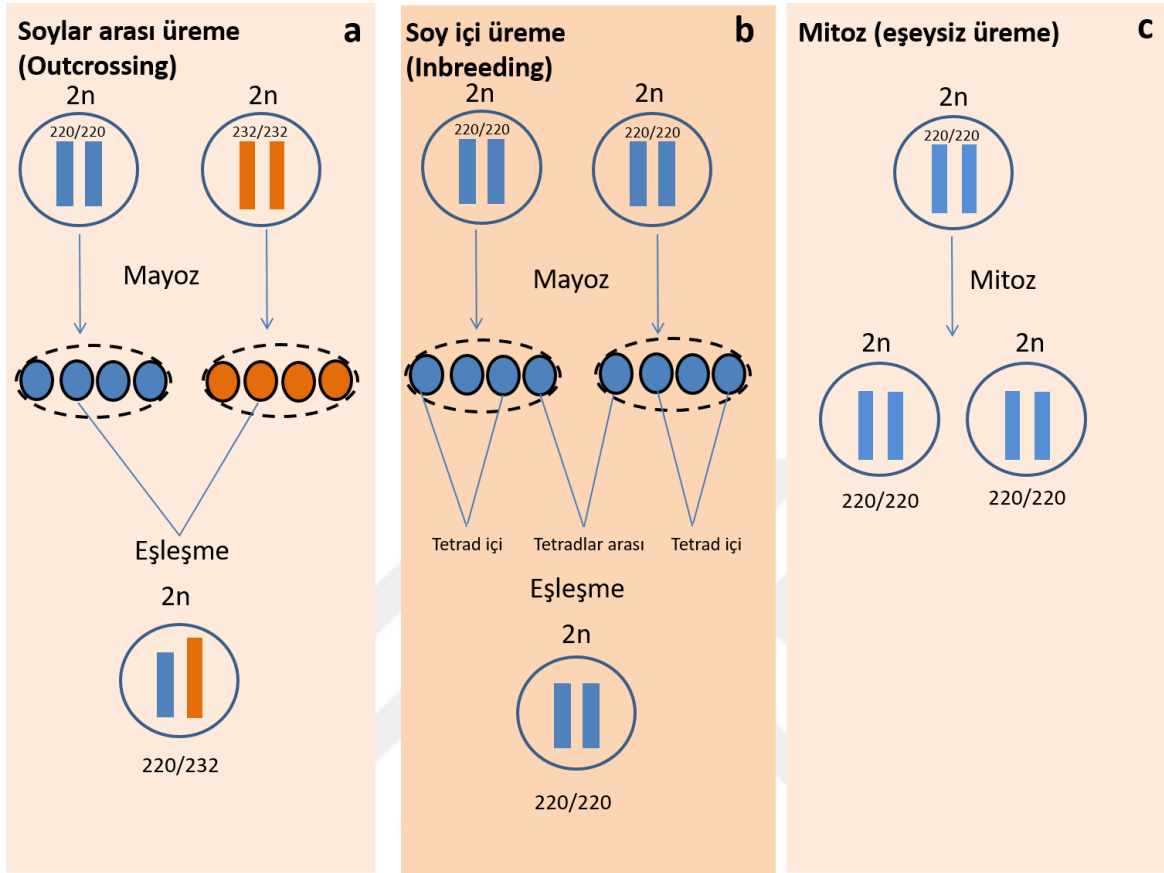 Soylar arası üreme
(Outcrossing)
a
2n
2n
220/220
232/232
Mayoz
Eşleşme
2n
220/232
Soy içi üreme
(Inbreeding)
b
2n
2n
220/220
220/220
Mayoz
Tetrad içi
Tetradlar arası
Tetrad içi
Eşleşme
2n
220/220
Mitoz (eşeysiz üreme)
c
2n
220/220
Mitoz
2n
2n
220/220
220/220